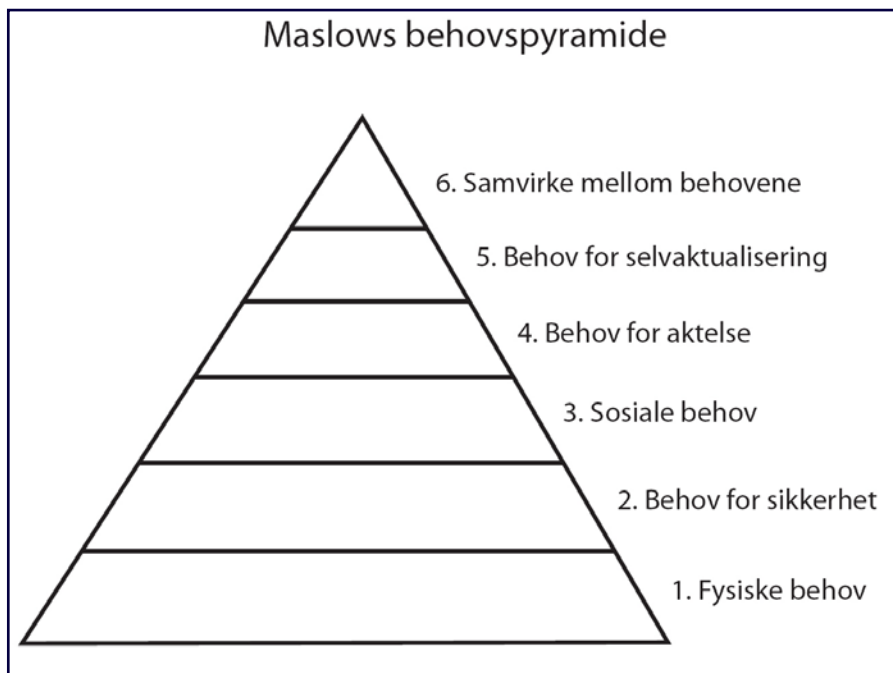 Maslows behovspyramide
6. Samvirke mellom behovene
5. Behov for selvaktualisering
4. Behov for aktelse
3. Sosiale behov
2. Behov for sikkerhet
1. Fysiske behov